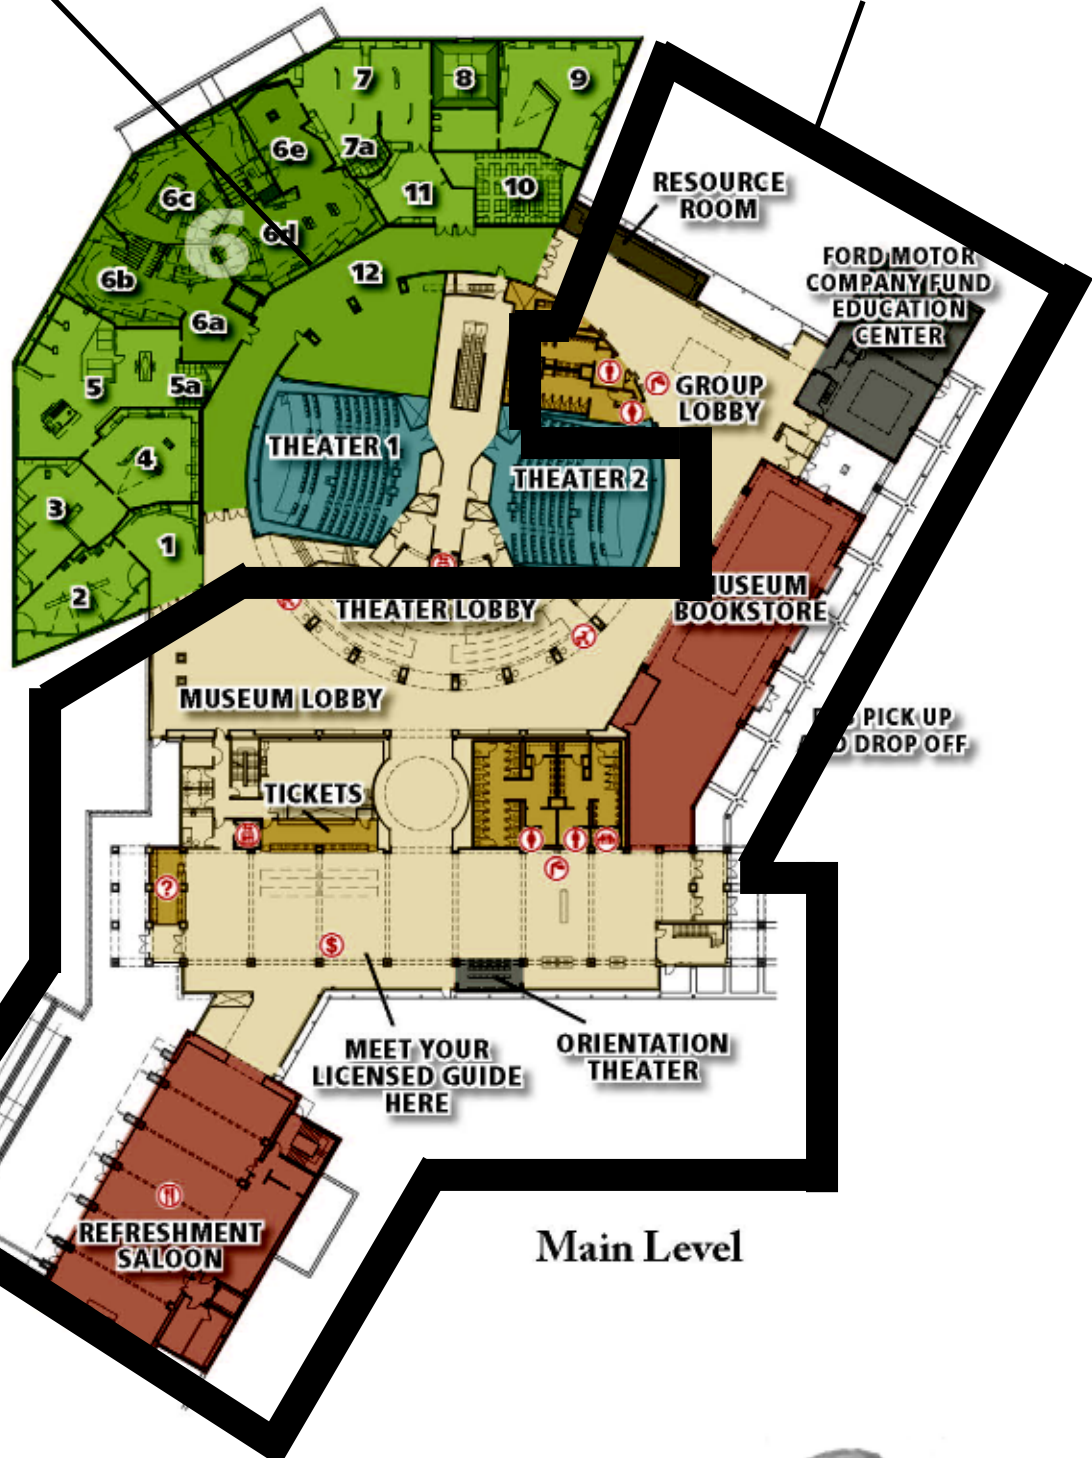 7
8
9
6e
7a
6c
11
10
RESOURCE
ROOM
6
6d
6b
12
FORD MOTOR
COMPANY FUND
EDUCATION
CENTER
6a
5
5a
GROUP
LOBBY
THEATER 1
4
THEATER 2
3
1
2
MUSEUM
BOOKSTORE
THEATER LOBBY
MUSEUM LOBBY
PICK UP
DROP OFF
TICKETS
?
$
MEET YOUR
LICENSED GUIDE
HERE
ORIENTATION
THEATER
REFRESHMENT
SALOON
Main Level